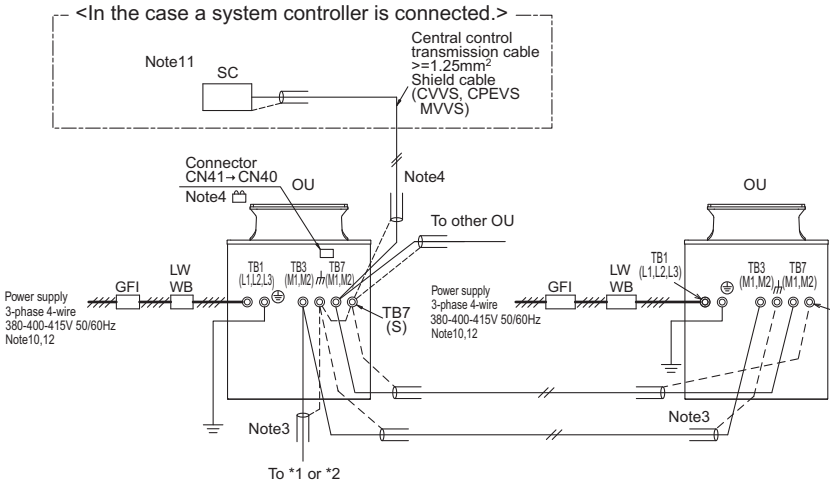 <In the case a system controller is connected.>
Note11
SC
Central control
transmission cable
>=1.25mm²
Shield cable
(CVVS, CPEVS
MVVS)
Connector
CN41→CN40
Note4
OU
Note4
To other OU
OU
TB1
(L1,L2,L3)
TB3
(M1,M2)
TB7
(M1,M2)
TB7
(S)
LW
GFI
WB
Power supply
3-phase 4-wire
380-400-415V 50/60Hz
Note10,12
TB1
(L1,L2,L3)
TB3
(M1,M2)
TB7
(M1,M2)
LW
GFI
WB
Power supply
3-phase 4-wire
380-400-415V 50/60Hz
Note10,12
Note3
Note3
To *1 or *2